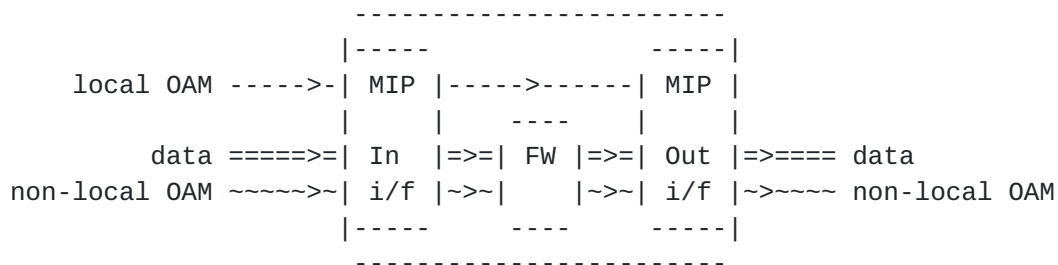 ------------------------
                        |-----              -----|
     local OAM ----->-| MIP |----->------| MIP |
                        |     |    ----    |     |
          data =====>=| In  |=>=| FW |=>=| Out |=>==== data
 non-local OAM ~~~~~>~| i/f |~>~|    |~>~| i/f |~>~~~~ non-local OAM
                        |-----     ----     -----|
                         ------------------------